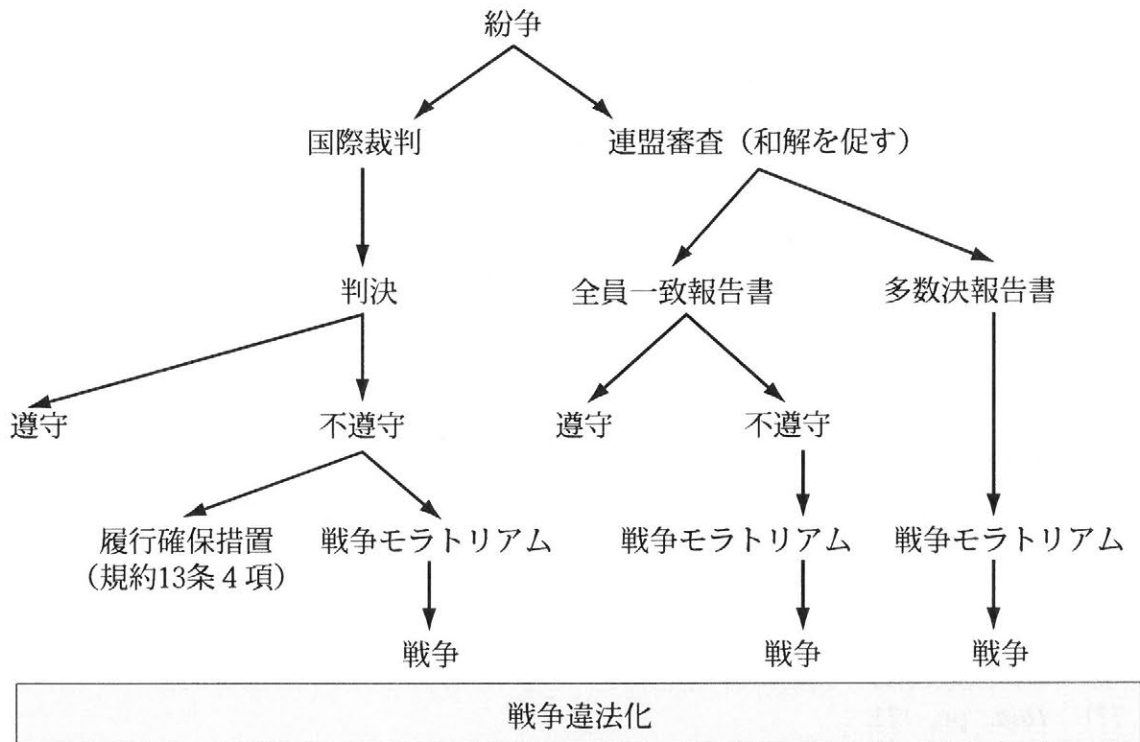 紛争
国際裁判
連盟審査（和解を促す）
判決
全員一致報告書
多数決報告書
遵守
不遵守
遵守
不遵守
履行確保措置
（規約13条4項）
戦争モラトリアム
戦争モラトリアム
戦争モラトリアム
戦争
戦争
戦争
戦争違法化